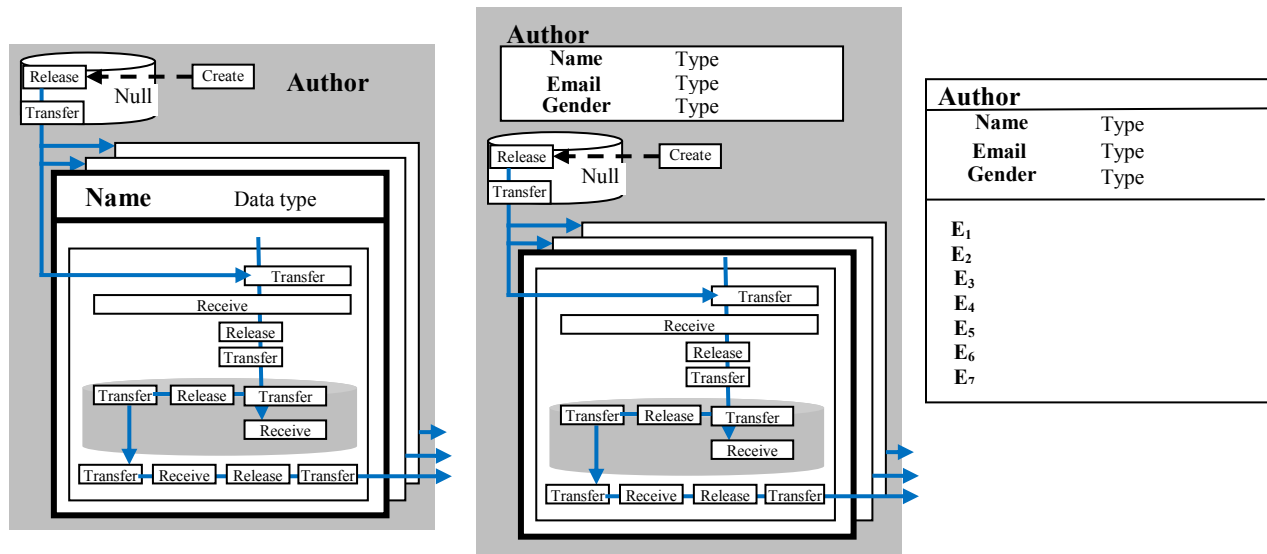 Release
Create
Author
Null
Transfer
Name Data type
Transfer
Receive
Release
Transfer
Transfer Release Transfer
Receive
Transfer Receive Release Transfer
Author
Name Type
Email Type
Gender Type
Release
Create
Null
Transfer
Transfer
Receive
Release
Transfer
Transfer Release Transfer
Receive
Transfer Receive Release Transfer
Author
Name Type
Email Type
Gender Type
E₁
E₂
E₃
E₄
E₅
E₆
E₇